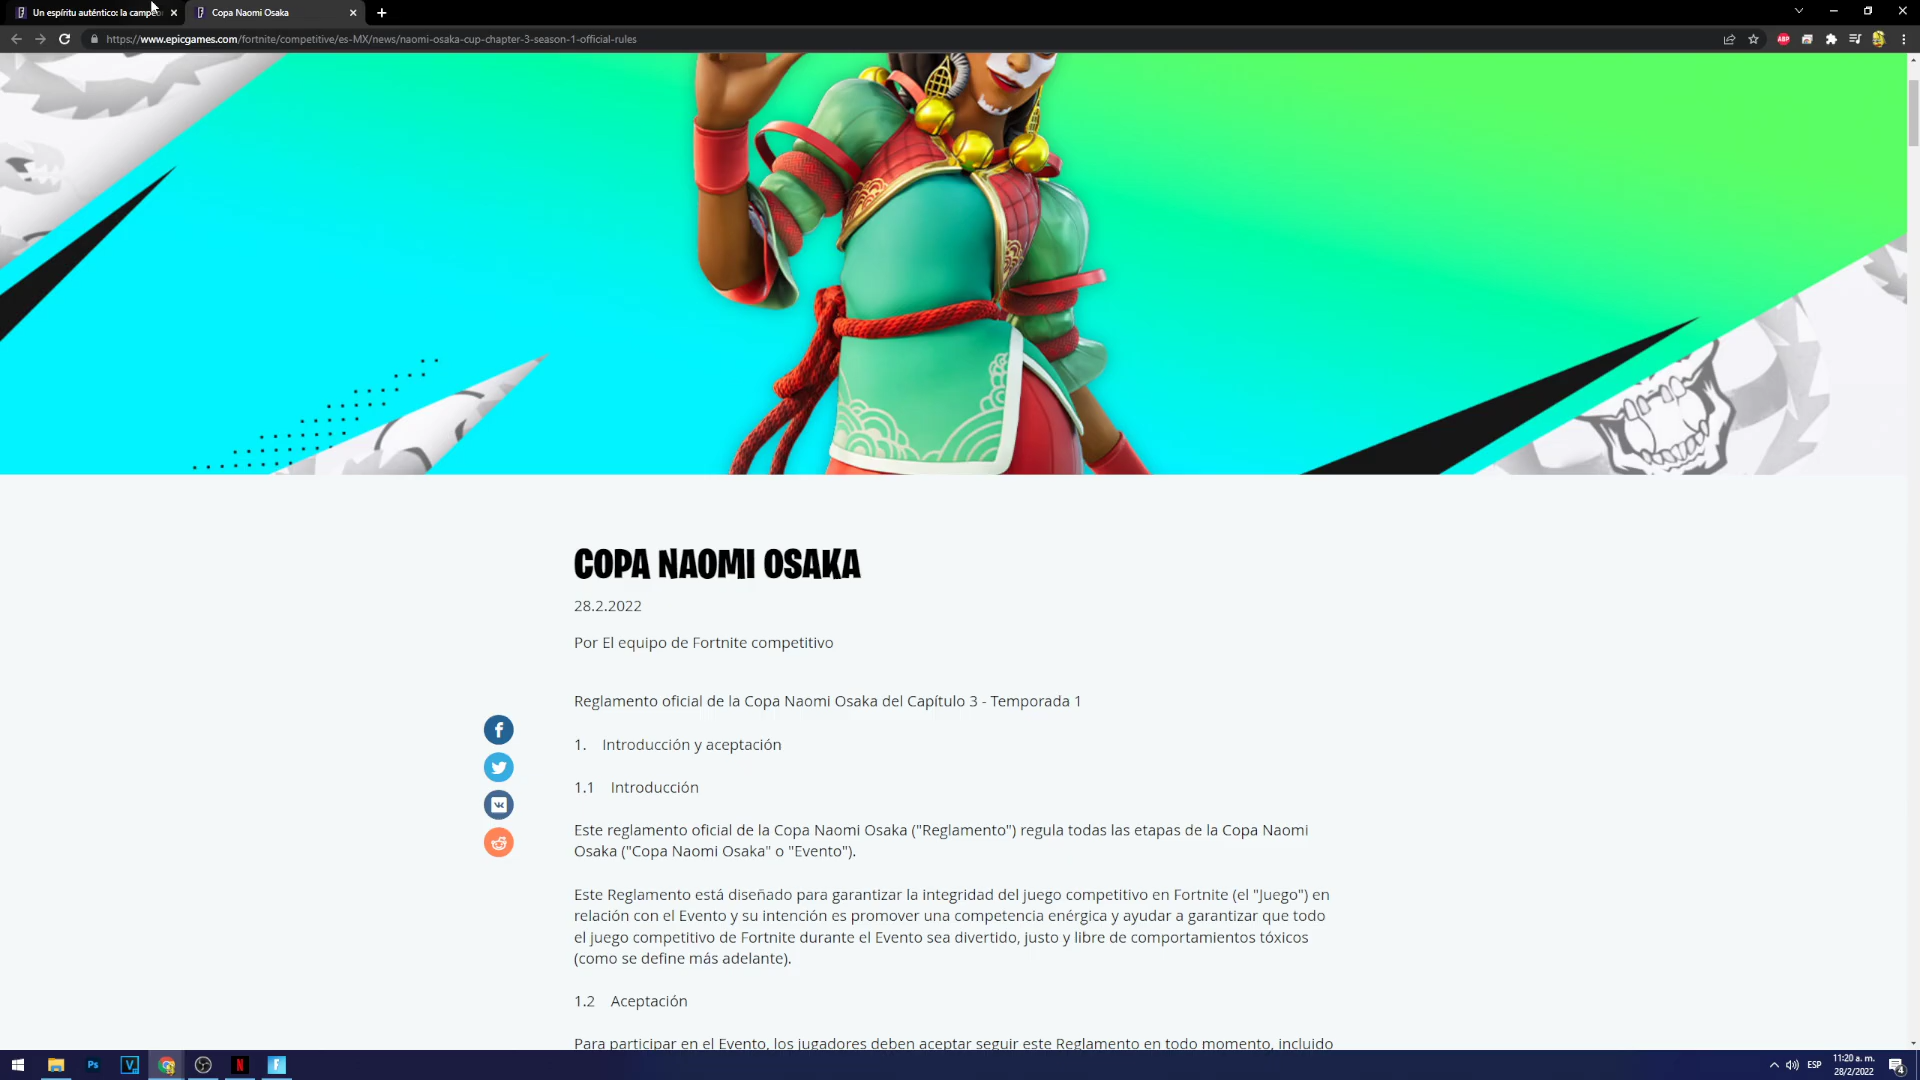 Un espíritu auténtico: la campeo
Copa Naomi Osaka
https://www.epicgames.com/fortnite/competitive/es-MX/news/naomi-osaka-cup-chapter-3-season-1-official-rules
ABP
COPA NAOMI OSAKA
28.2.2022
Por El equipo de Fortnite competitivo
Reglamento oficial de la Copa Naomi Osaka del Capítulo 3 - Temporada 1
1. Introducción y aceptación
1.1 Introducción
Este reglamento oficial de la Copa Naomi Osaka ("Reglamento") regula todas las etapas de la Copa Naomi
Osaka ("Copa Naomi Osaka" o "Evento").
Este Reglamento está diseñado para garantizar la integridad del juego competitivo en Fortnite (el "Juego") en
relación con el Evento y su intención es promover una competencia enérgica y ayudar a garantizar que todo
el juego competitivo de Fortnite durante el Evento sea divertido, justo y libre de comportamientos tóxicos
(como se define más adelante).
1.2 Aceptación
Para participar en el Evento, los jugadores deben aceptar seguir este Reglamento en todo momento, incluido
Ps
V
N
ESP
11:20 a. m.
28/2/2022
4